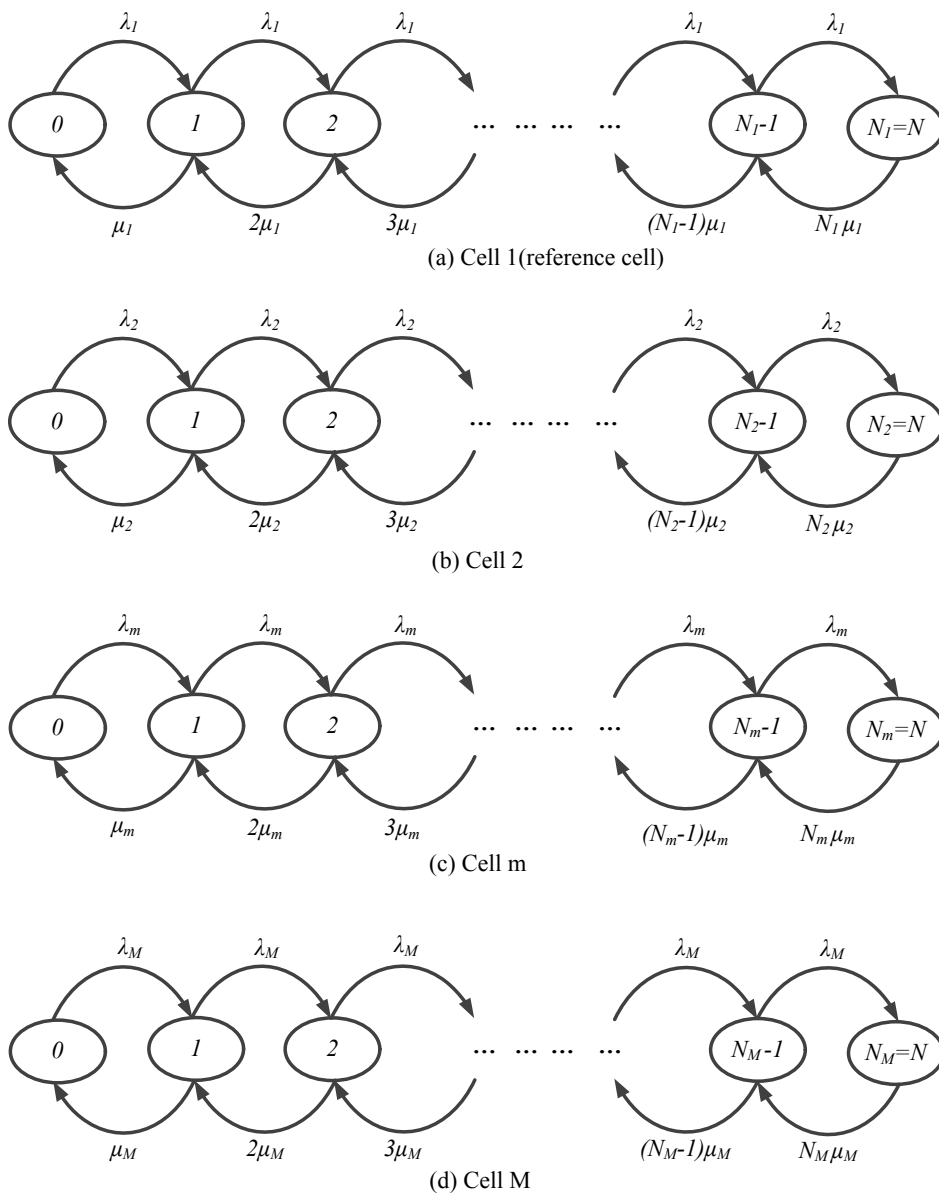 λ1 λ1 λ1 λ1 λ1
0 1 2 ... ... ... ... N1-1 N1=N
μ1 2μ1 3μ1 (N1-1)μ1 N1μ1
(a) Cell 1(reference cell)
λ2 λ2 λ2 λ2 λ2
0 1 2 ... ... ... ... N2-1 N2=N
μ2 2μ2 3μ2 (N2-1)μ2 N2μ2
(b) Cell 2
λm λm λm λm λm
0 1 2 ... ... ... ... Nm-1 Nm=N
μm 2μm 3μm (Nm-1)μm Nmμm
(c) Cell m
λM λM λM λM λM
0 1 2 ... ... ... ... NM-1 NM=N
μM 2μM 3μM (NM-1)μM NMμM
(d) Cell M